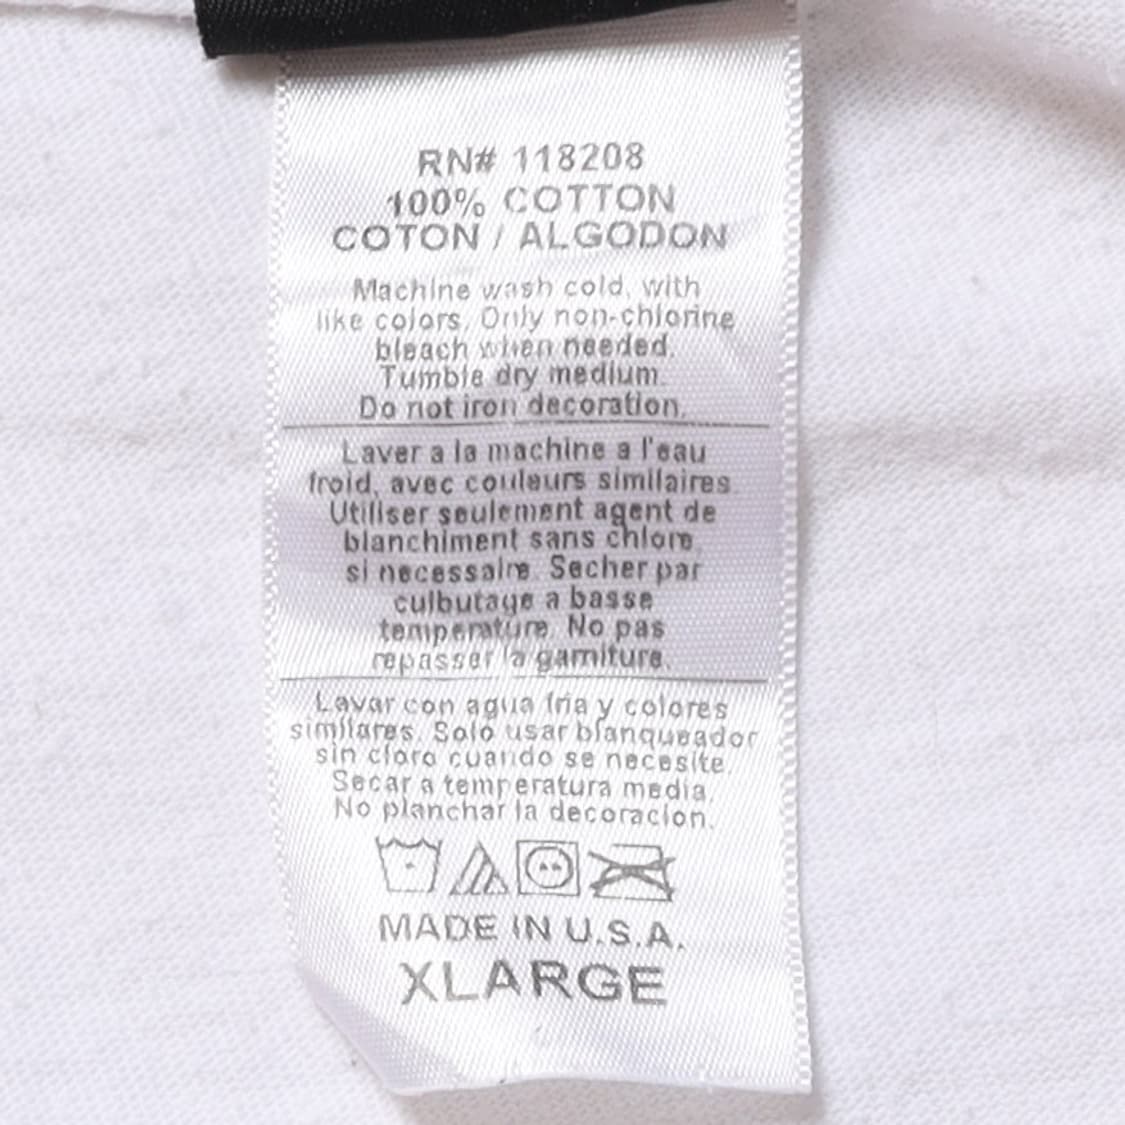 RN# 118208
100% COTTON
COTON / ALGODON
Machine wash cold, with
like colors. Only non-chlorine
bleach when needed.
Tumble dry medium.
Do not iron decoration.
Laver a la machine a l'eau
froid, avec couleurs similaires.
Utiliser seulement agent de
blanchiment sans chlore,
si necessaire. Secher par
culbutage a basse
temperature. No pas
repasser la garniture.
Lavar con agua fria y colores
similares. Solo usar blanqueador
sin cloro cuando se necesite.
Secar a temperatura media.
No planchar la decoracion.
MADE IN U.S.A.
XLARGE